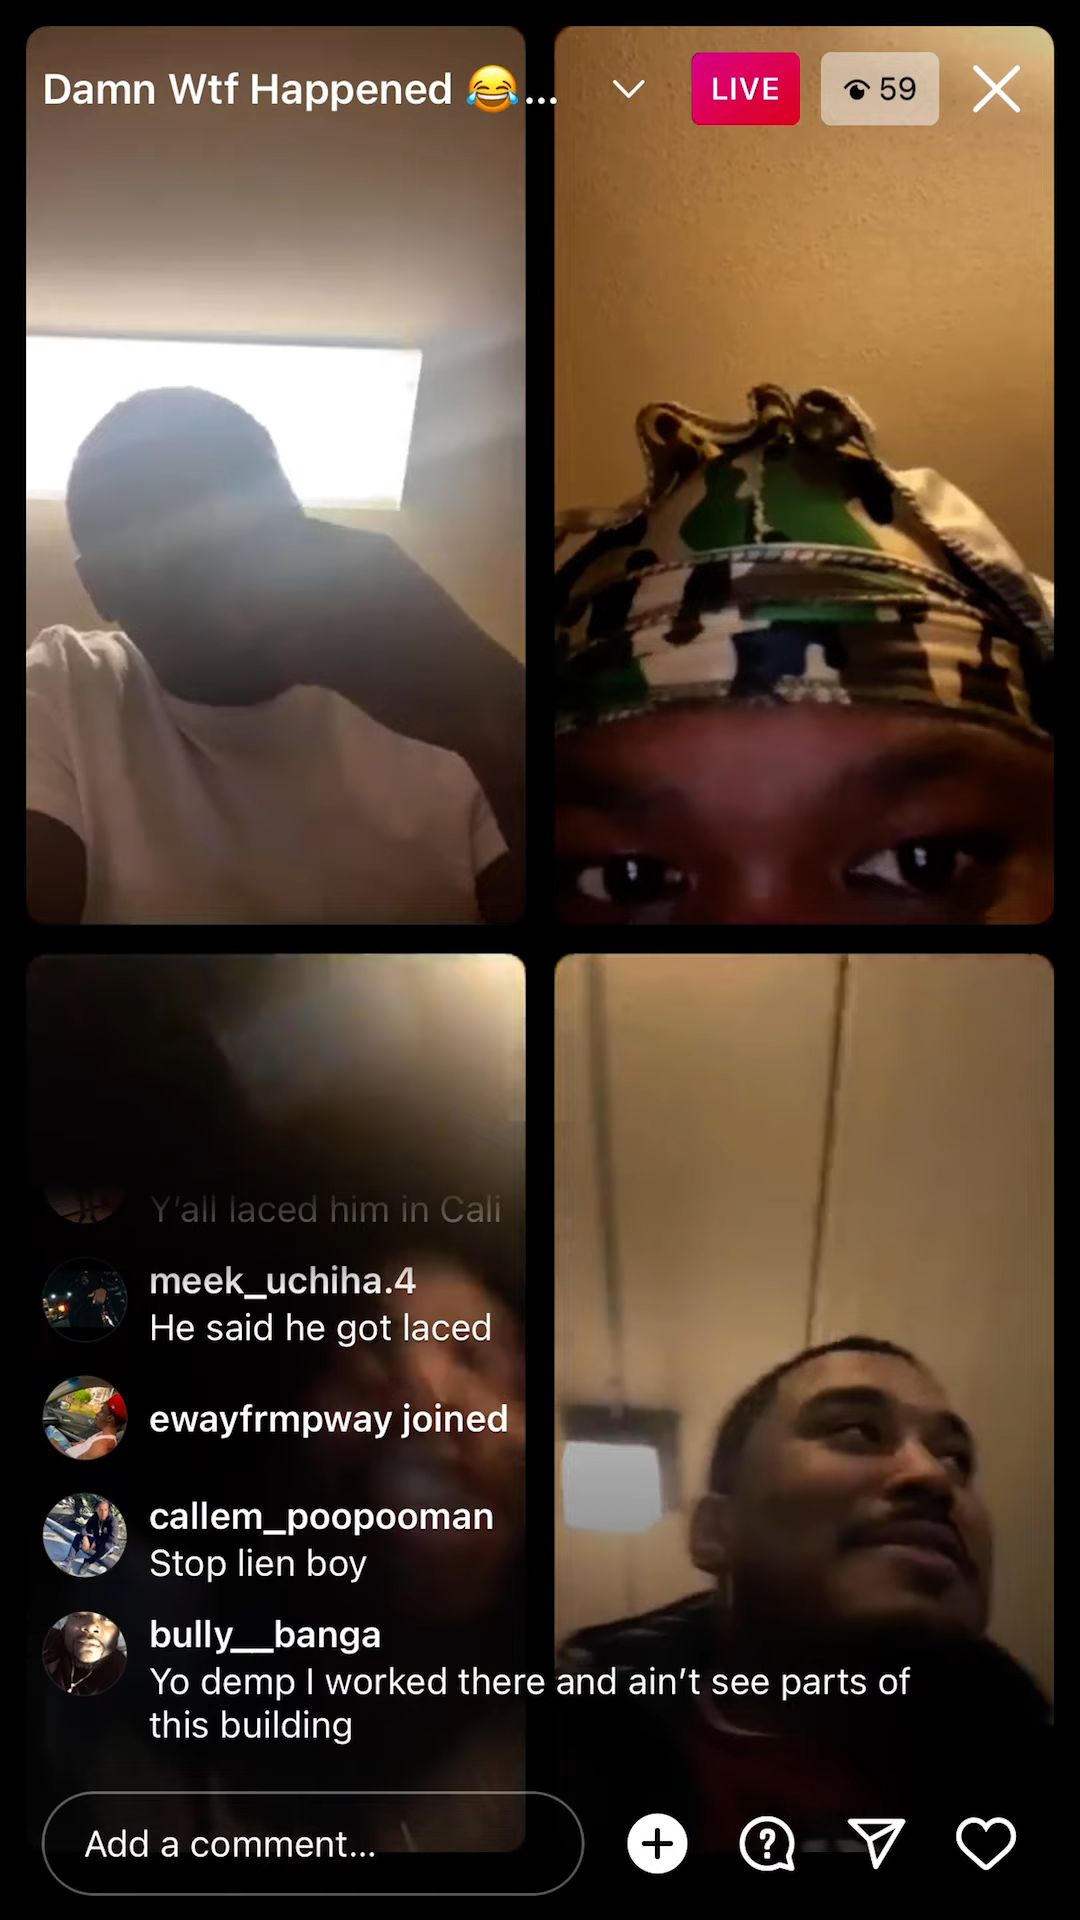 Damn Wtf Happened 😂...
LIVE
59
Y'all laced him in Cali
meek_uchiha.4
He said he got laced
ewayfrmpway joined
callem_poopooman
Stop lien boy
bully__banga
Yo demp I worked there and ain't see parts of
this building
Add a comment...